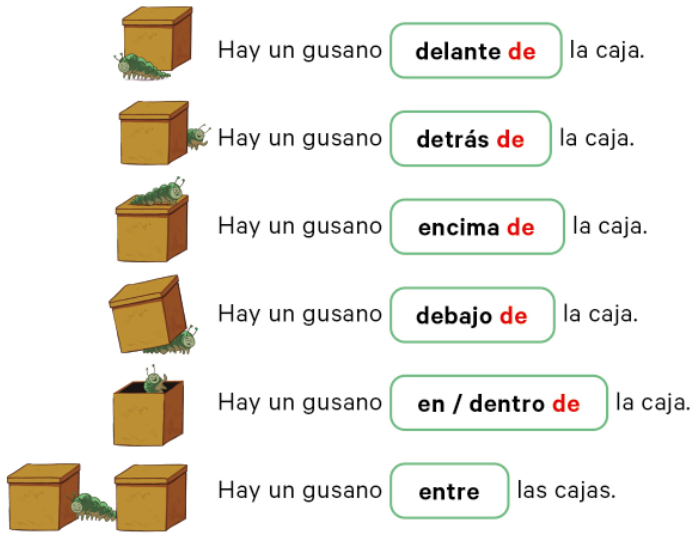 Hay un gusano delante de la caja.
Hay un gusano detrás de la caja.
Hay un gusano encima de la caja.
Hay un gusano debajo de la caja.
Hay un gusano en / dentro de la caja.
Hay un gusano entre las cajas.